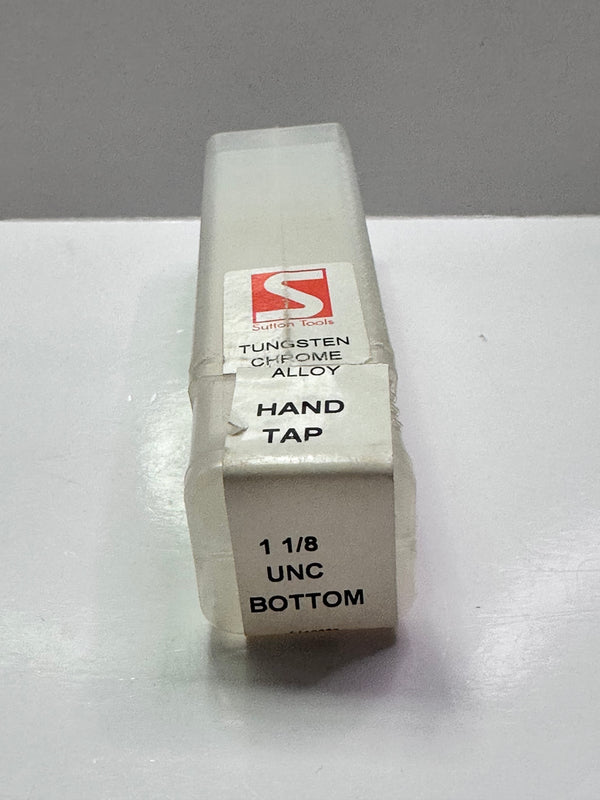 S
Sutton Tools
TUNGSTEN
CHROME
ALLOY
HAND
TAP
1 1/8
UNC
BOTTOM